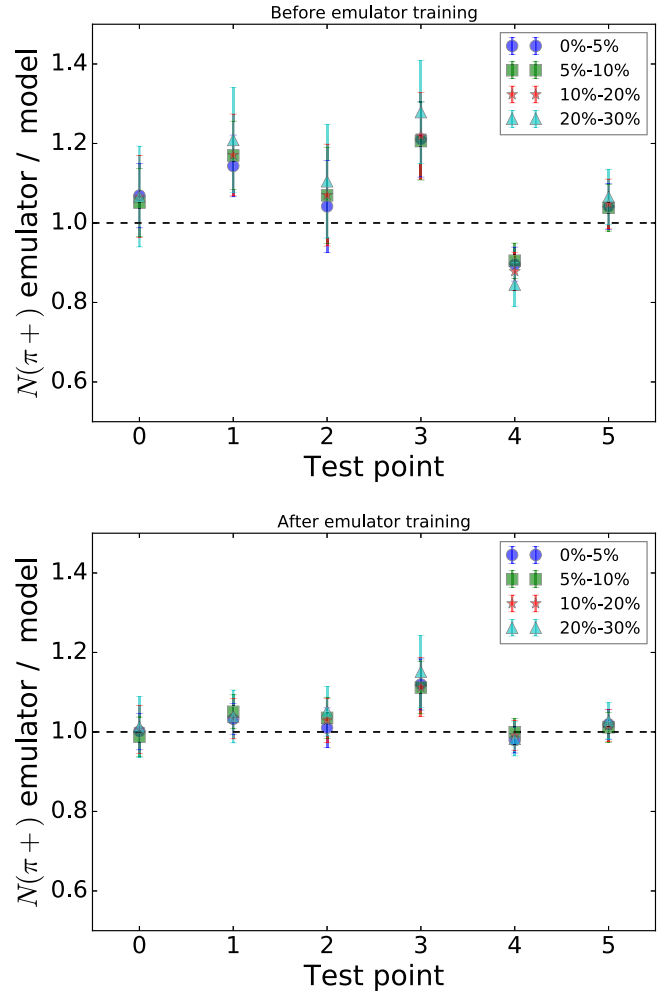 Before emulator training
N(π+) emulator / model
1.4
1.2
1.0
0.8
0.6
0%-5%
5%-10%
10%-20%
20%-30%
0 1 2 3 4 5
Test point
After emulator training
N(π+) emulator / model
1.4
1.2
1.0
0.8
0.6
0%-5%
5%-10%
10%-20%
20%-30%
0 1 2 3 4 5
Test point